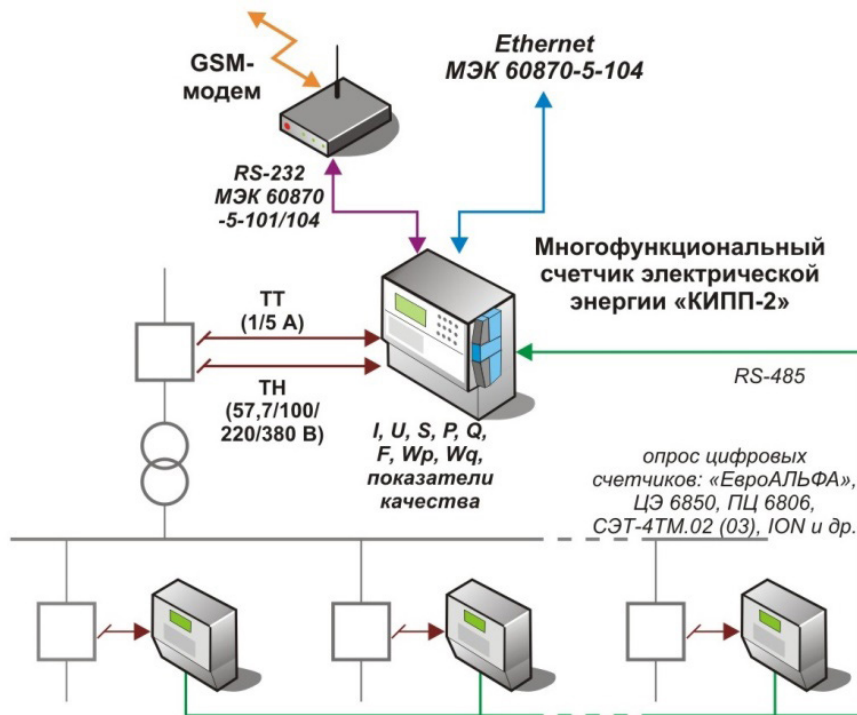 GSM-
модем
Ethernet
МЭК 60870-5-104
RS-232
МЭК 60870
-5-101/104
Многофункциональный
счетчик электрической
энергии «КИПП-2»
ТТ
(1/5 А)
ТН
(57,7/100/
220/380 В)
RS-485
I, U, S, P, Q,
F, Wp, Wq,
показатели
качества
опрос цифровых
счетчиков: «ЕвроАЛЬФА»,
ЦЭ 6850, ПЦ 6806,
СЭТ-4ТМ.02 (03), ION и др.